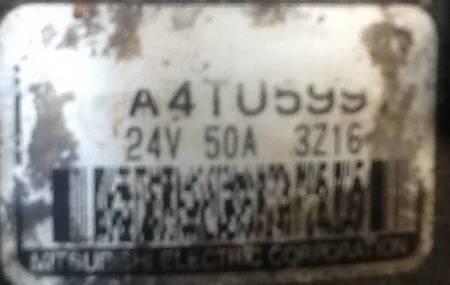 A4TU599
24V 50A 3Z16
MITSUBISHI ELECTRIC CORPORATION